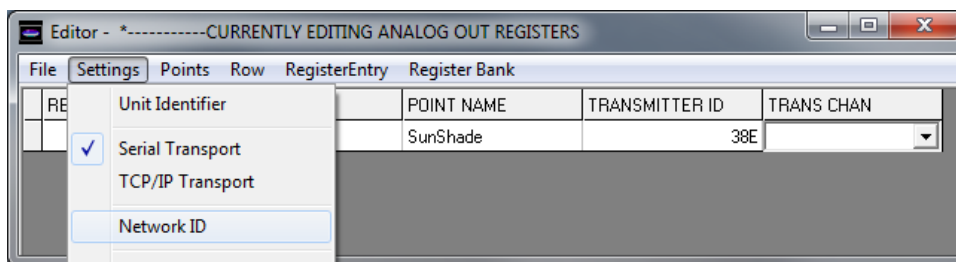 Editor - *-----------CURRENTLY EDITING ANALOG OUT REGISTERS
File Settings Points Row RegisterEntry Register Bank
RE POINT NAME TRANSMITTER ID TRANS CHAN
Unit Identifier
SunShade 38E
Serial Transport
TCP/IP Transport
Network ID